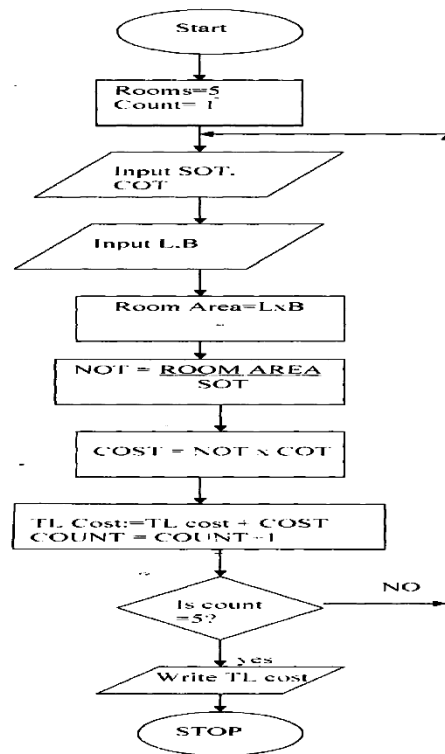 Start
Rooms=5
Count= 1
Input SOT.
COT
Input L.B
Room Area=LxB
NOT = ROOM AREA
SOT
COST = NOT x COT
TL Cost:=TL cost + COST
COUNT = COUNT-1
Is count
=5?
NO
yes
Write TL cost
STOP